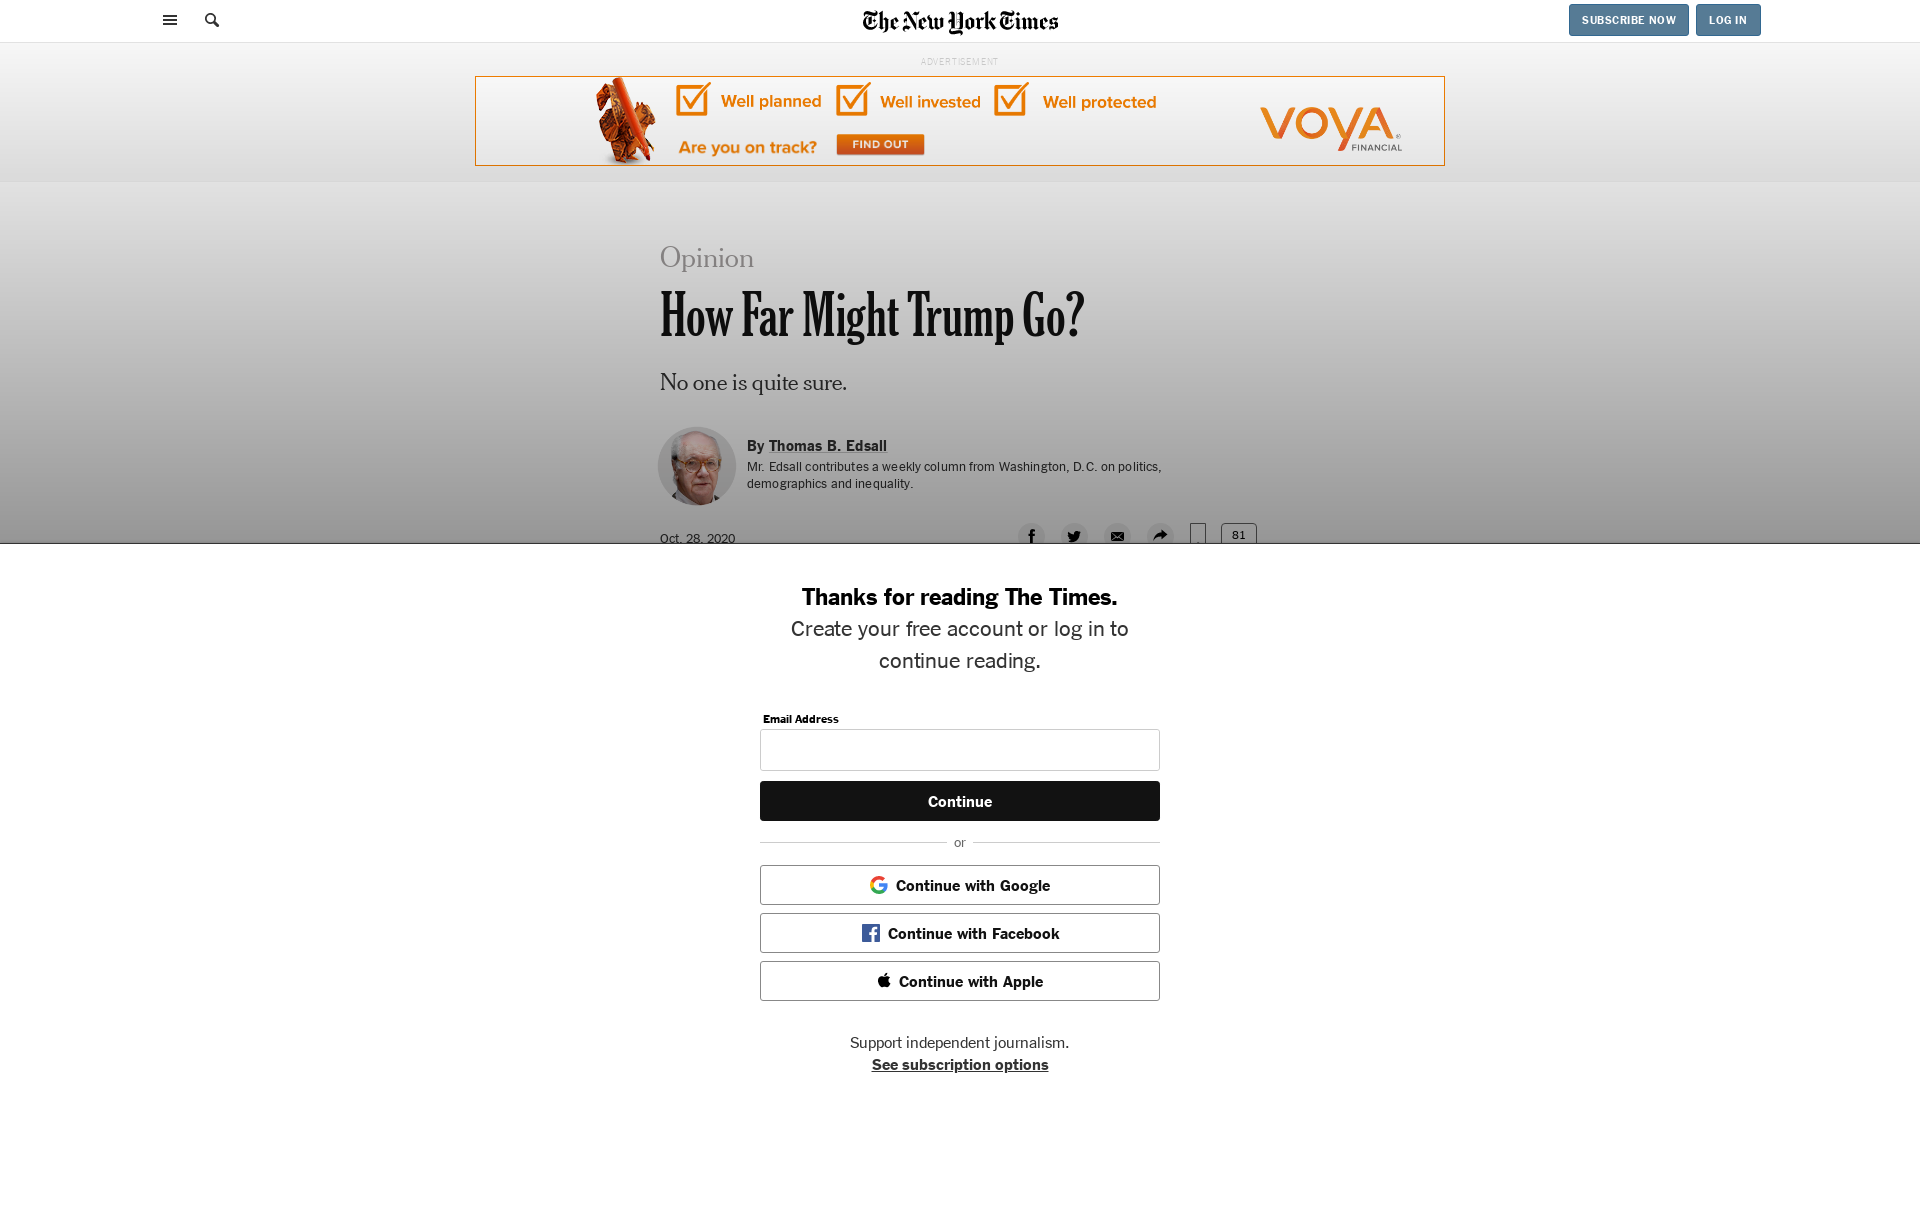 The New York Times
SUBSCRIBE NOW
LOG IN
ADVERTISEMENT
Well planned
Well invested
Well protected
Are you on track?
FIND OUT
VOYA
FINANCIAL
Opinion
How Far Might Trump Go?
No one is quite sure.
By Thomas B. Edsall
Mr. Edsall contributes a weekly column from Washington, D.C. on politics,
demographics and inequality.
Oct. 28, 2020
81
Thanks for reading The Times.
Create your free account or log in to
continue reading.
Email Address
Continue
or
Continue with Google
Continue with Facebook
Continue with Apple
Support independent journalism.
See subscription options